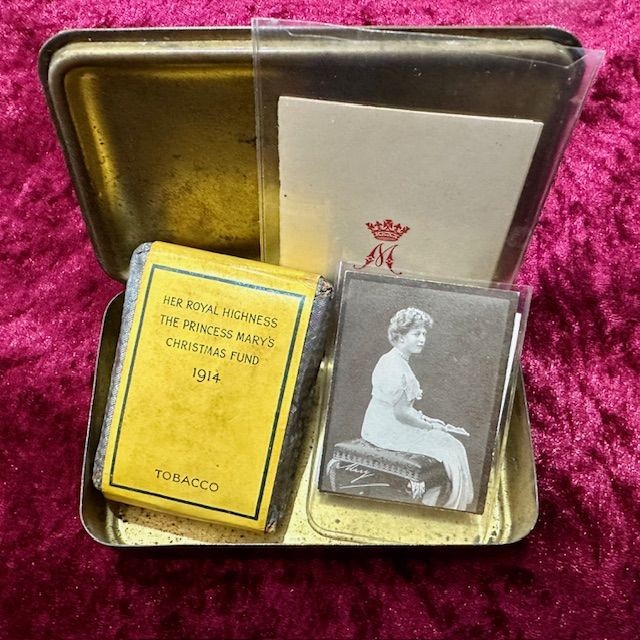 M
HER ROYAL HIGHNESS
THE PRINCESS MARY'S
CHRISTMAS FUND
1914
TOBACCO
Mary